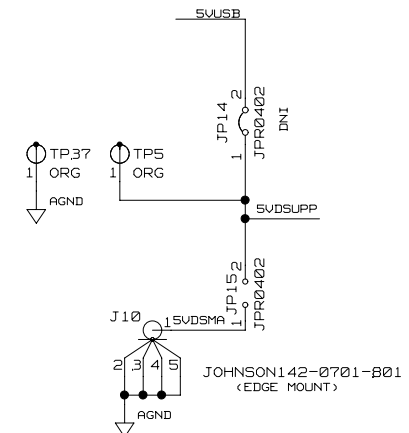 5VUSB
2
JP14
JPR0402
DNI
1
TP37
1 ORG
AGND
TP5
1 ORG
5VDSUPP
2
JP15
JPR0402
1
J10
1 5VDSMA
2 3 4 5
JOHNSON142-0701-801
(EDGE MOUNT)
AGND